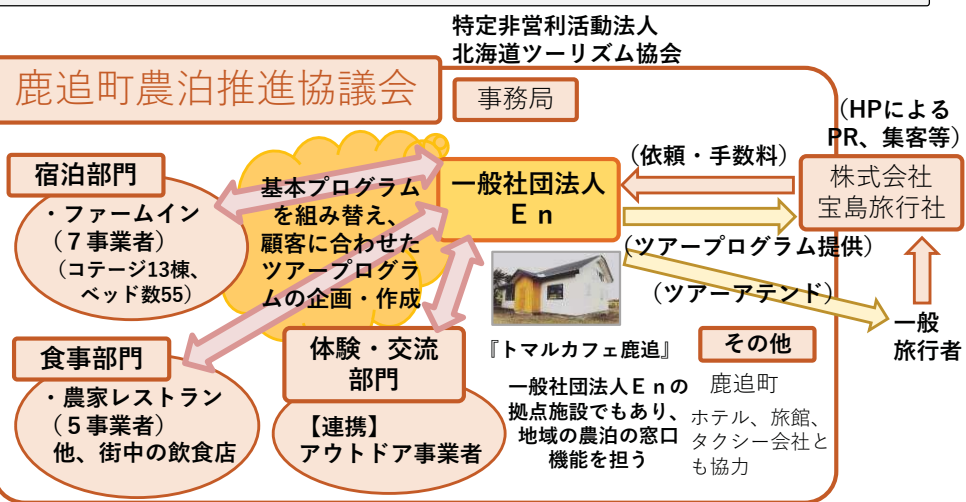 特定非営利活動法人
北海道ツーリズム協会
鹿追町農泊推進協議会
事務局
（HPによる
PR、集客等）
宿泊部門
・ファームイン
（７事業者）
（コテージ13棟、
ベッド数55）
基本プログラム
を組み替え、
顧客に合わせた
ツアープログラ
ムの企画・作成
一般社団法人
Ｅｎ
（依頼・手数料）
株式会社
宝島旅行社
（ツアープログラム提供）
（ツアーアテンド）
一般
旅行者
食事部門
・農家レストラン
（５事業者）
他、街中の飲食店
体験・交流
部門
【連携】
アウトドア事業者
『トマルカフェ鹿追』
一般社団法人Ｅｎの
拠点施設でもあり、
地域の農泊の窓口
機能を担う
その他
鹿追町
ホテル、旅館、
タクシー会社と
も協力